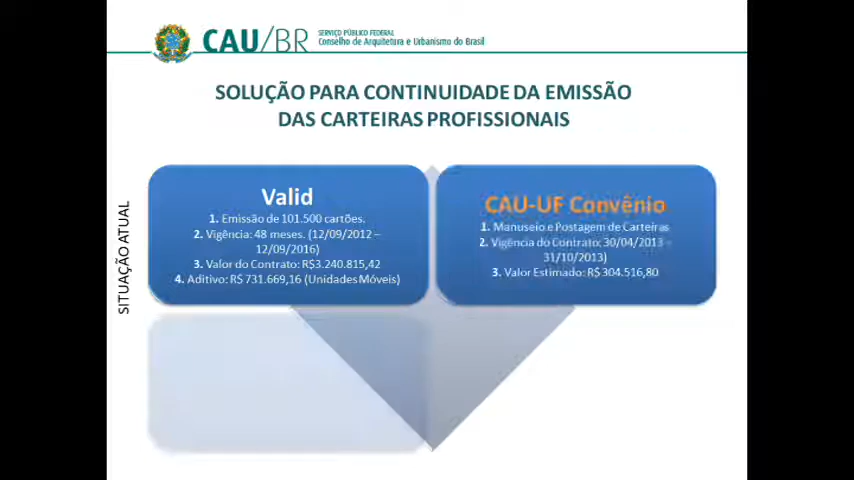 CAU/BR
SERVIÇO PÚBLICO FEDERAL
Conselho de Arquitetura e Urbanismo do Brasil
SOLUÇÃO PARA CONTINUIDADE DA EMISSÃO
DAS CARTEIRAS PROFISSIONAIS
SITUAÇÃO ATUAL
Valid
1. Emissão de 101.500 cartões.
2. Vigência: 48 meses. (12/09/2012 –
12/09/2016)
3. Valor do Contrato: R$3.240.815,42
4. Aditivo: R$ 731.669,16 (Unidades Móveis)
CAU-UF Convênio
1. Manuseio e Postagem de Carteiras
2. Vigência do Contrato: 30/04/2013 -
31/10/2013)
3. Valor Estimado: R$ 304.516,80